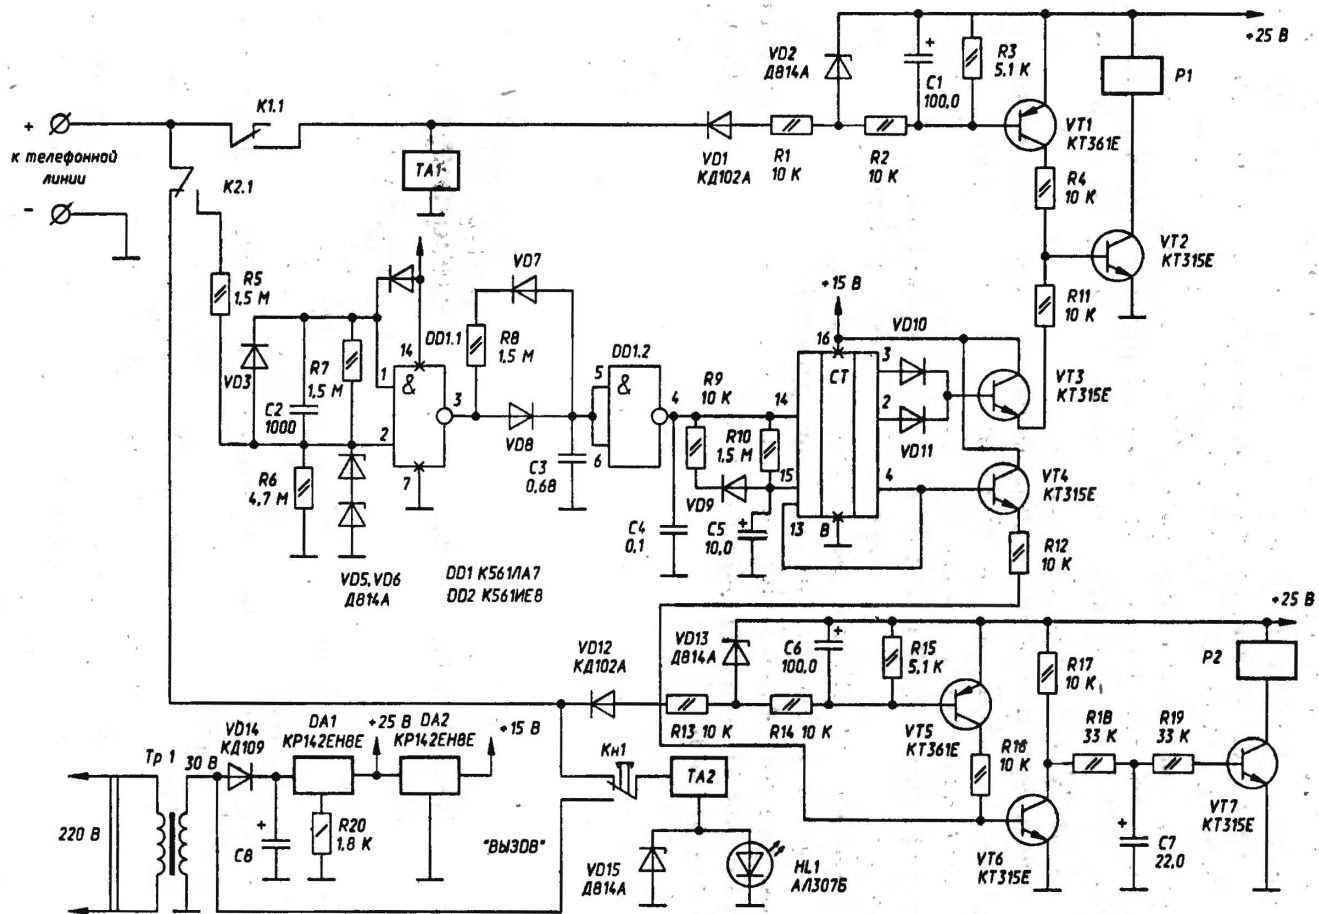 +25 В
VD2
Д814А
+
C1
100,0
R3
5,1 К
P1
K1.1
+
к телефонной
линии
-
K2.1
TA1
VD1
КД102А
R1
10 К
R2
10 К
VT1
КТ361Е
R4
10 К
VT2
КТ315Е
R5
1,5 М
VD7
+15 В
R11
10 К
DD1.1
R8
1,5 М
VD10
14
16
VD3
R7
1,5 М
1
&
DD1.2
3
5
&
R9
10 К
14
CT
3
VT3
КТ315Е
C2
1000
4
2
2
VD8
R10
1,5 М
VD11
R6
4,7 М
6
C3
0,68
15
4
VT4
КТ315Е
7
VD9
13
8
C4
0,1
C5
10,0
+
R12
10 К
VD5, VD6
Д814А
DD1 К561ЛА7
DD2 К561ИЕ8
+25 В
VD12
КД102А
VD13
Д814А
+
C6
100,0
R15
5,1 К
R17
10 К
P2
R13 10 К
R14 10 К
VT5
КТ361Е
R18
33 К
R19
33 К
Тр 1
30 В
VD14
КД109
DA1
КР142ЕН8Е
+25 В
DA2
КР142ЕН8Е
+15 В
Кн1
TA2
R16
10 К
VT7
КТ315Е
220 В
+
C8
R20
1,8 К
"ВЫЗОВ"
VD15
Д814А
HL1
АЛ307Б
VT6
КТ315Е
+
C7
22,0